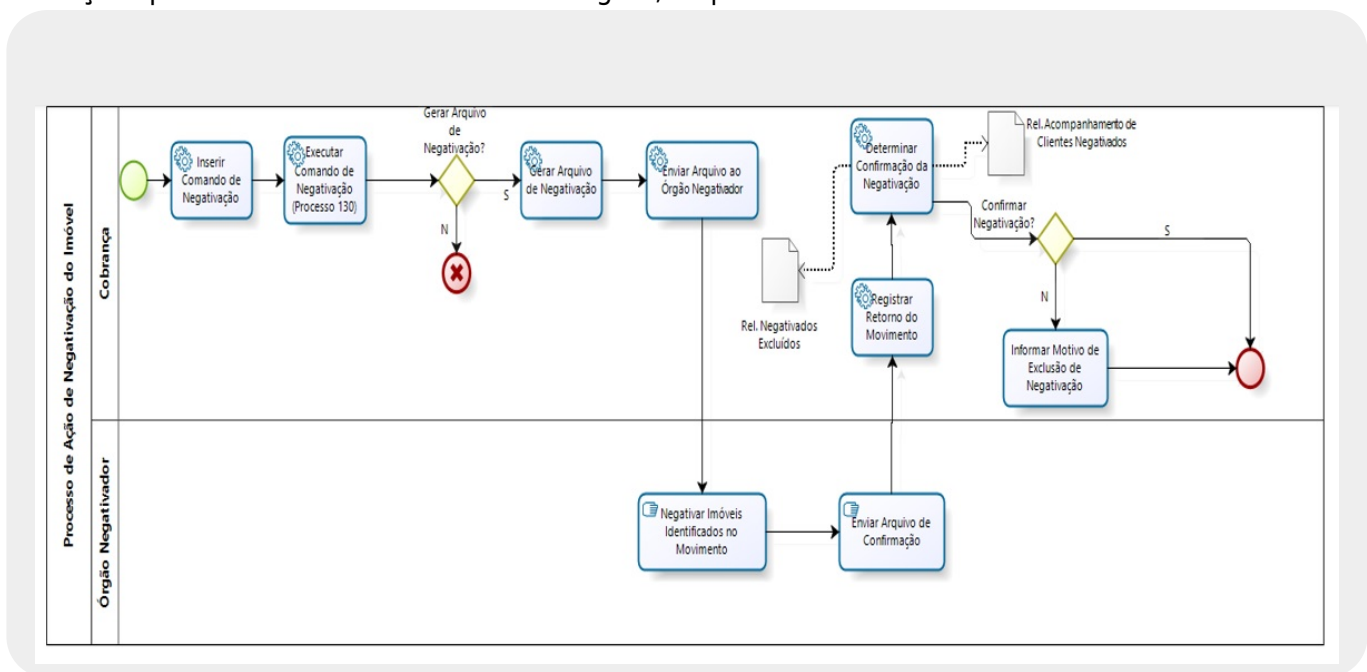 Processo de Ação de Negativação do Imóvel
Cobrança
Inserir
Comando de
Negativação
Executar
Comando de
Negativação
(Processo 130)
Gerar Arquivo
de
Negativação?
S
N
Gerar Arquivo
de Negativação
Enviar Arquivo ao
Órgão Negativador
Rel. Negativados
Excluídos
Determinar
Confirmação da
Negativação
Rel. Acompanhamento de
Clientes Negativados
Registrar
Retorno do
Movimento
Confirmar
Negativação?
S
N
Informar Motivo de
Exclusão de
Negativação
Órgão Negativador
Negativar Imóveis
Identificados no
Movimento
Enviar Arquivo de
Confirmação